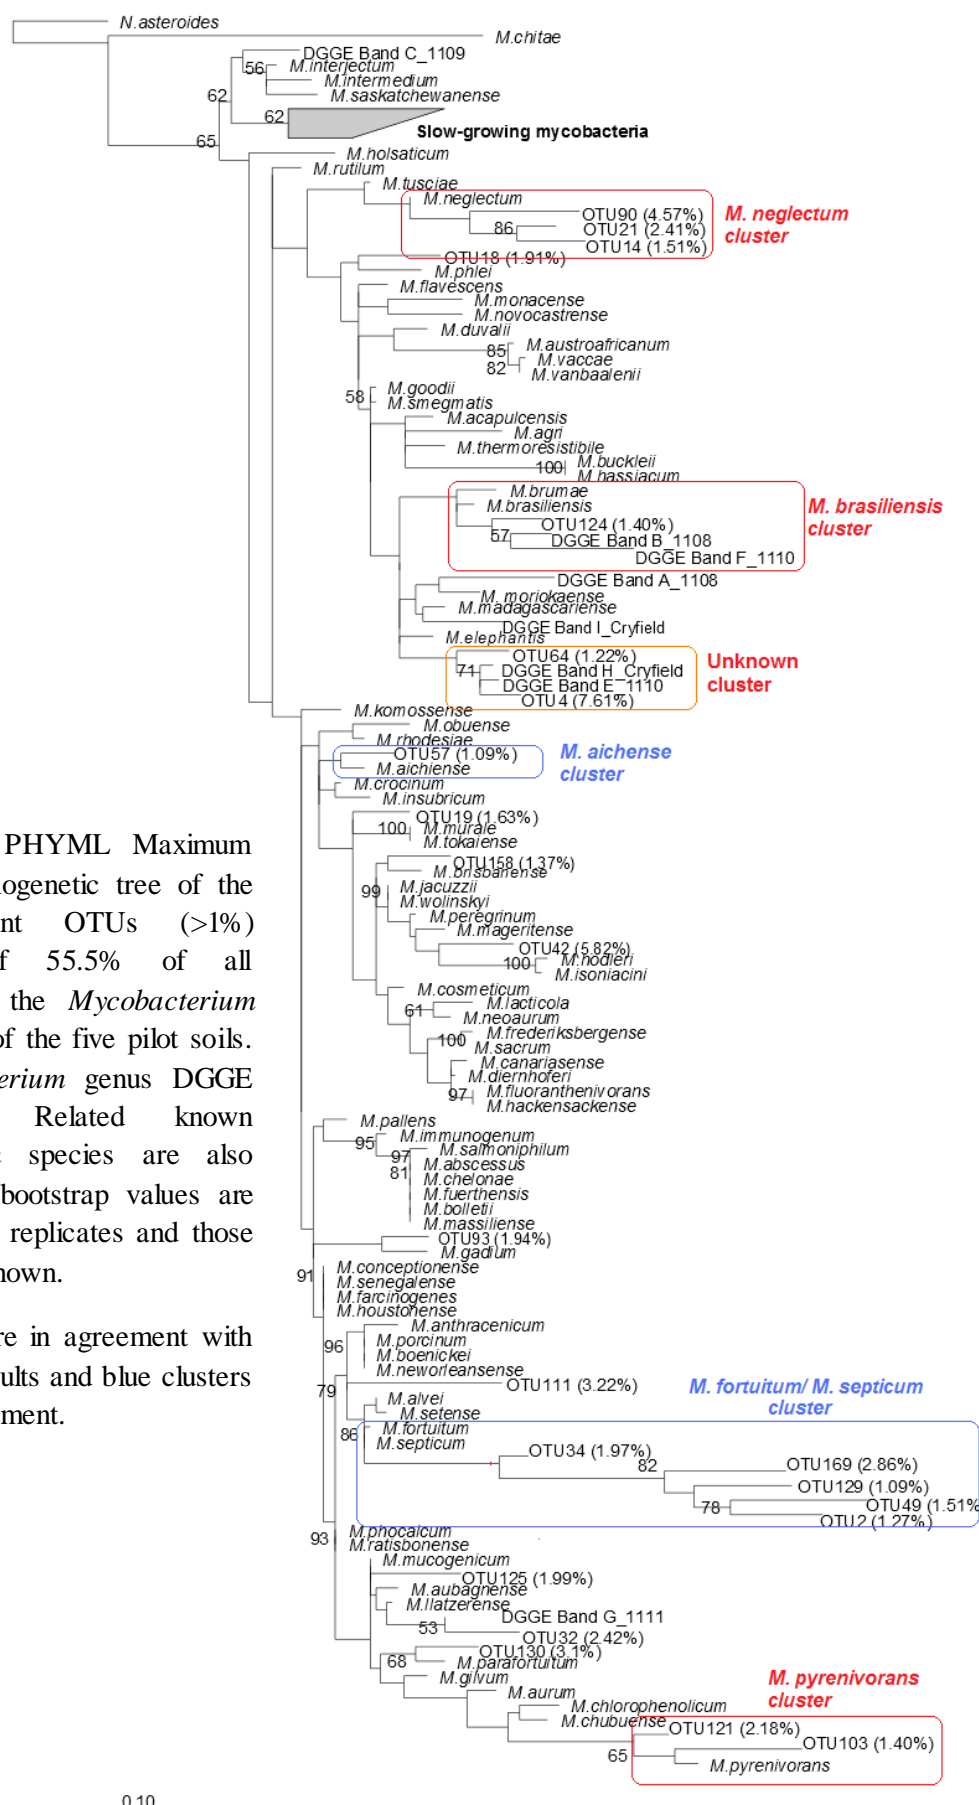 N.asteroides
M.chitae
DGGE Band C_1109
56
M.interjectum
M.intermedium
M.saskatchewanense
62
62
Slow-growing mycobacteria
65
M.holsaticum
M.rutilum
M.tusciae
M.neglectum
OTU90 (4.57%)
86
OTU21 (2.41%)
OTU14 (1.51%)
M. neglectum
cluster
OTU18 (1.91%)
M.phlei
M.flavescens
M.monacense
M.novocastrense
M.duvalii
85
M.austroafricanum
82
M.vaccae
M.vanbaalenii
58
M.goodii
M.smegmatis
M.acapulcensis
M.agri
M.thermoresistibile
100
M.buckleii
M.hassiacum
M.brumae
M.brasiliensis
OTU124 (1.40%)
57
DGGE Band B_1108
DGGE Band F_1110
M. brasiliensis
cluster
DGGE Band A_1108
M. moriokaense
M.madagascariense
DGGE Band I_Cryfield
M.elephantis
OTU64 (1.22%)
71
DGGE Band H_Cryfield
DGGE Band E_1110
OTU4 (7.61%)
Unknown
cluster
M.komossense
M.obuense
M.rhodesiae
OTU57 (1.09%)
M.aichiense
M. aichense
cluster
M.crocinum
M.insubricum
OTU19 (1.63%)
100
M.murale
M.tokaiense
OTU158 (1.37%)
M.brisbanense
99
M.jacuzzii
M.wolinskyi
M.peregrinum
M.mageritense
OTU42 (5.82%)
100
M.hodleri
M.isoniacini
M.cosmeticum
61
M.lacticola
M.neoaurum
100
M.frederiksbergense
M.sacrum
M.canariasense
M.diernhoferi
97
M.fluoranthenivorans
M.hackensackense
M.pallens
95
M.immunogenum
97
M.salmoniphilum
81
M.abscessus
M.chelonae
M.fuerthensis
M.bolletii
M.massiliense
OTU93 (1.94%)
M.gadium
91
M.conceptionense
M.senegalense
M.farcinogenes
M.houstonense
M.anthracenicum
96
M.porcinum
M.boenickei
M.neworleansense
79
OTU111 (3.22%)
M.alvei
M.setense
86
M.fortuitum
M.septicum
M. fortuitum/ M. septicum
cluster
OTU34 (1.97%)
82
OTU169 (2.86%)
OTU129 (1.09%)
78
OTU49 (1.51%
OTU2 (1.27%)
93
M.phocaicum
M.ratisbonense
M.mucogenicum
OTU125 (1.99%)
M.aubagnense
M.llatzerense
53
DGGE Band G_1111
OTU32 (2.42%)
OTU130 (3.1%)
68
M.parafortuitum
M.gilvum
M.aurum
M.chlorophenolicum
M.chubuense
65
OTU121 (2.18%)
OTU103 (1.40%)
M.pyrenivorans
M. pyrenivorans
cluster
0.10
PHYML Maximum
logenetic tree of the
nt OTUs (>1%)
f 55.5% of all
the Mycobacterium
of the five pilot soils.
erium genus DGGE
Related known
species are also
bootstrap values are
replicates and those
nown.
re in agreement with
ults and blue clusters
ment.